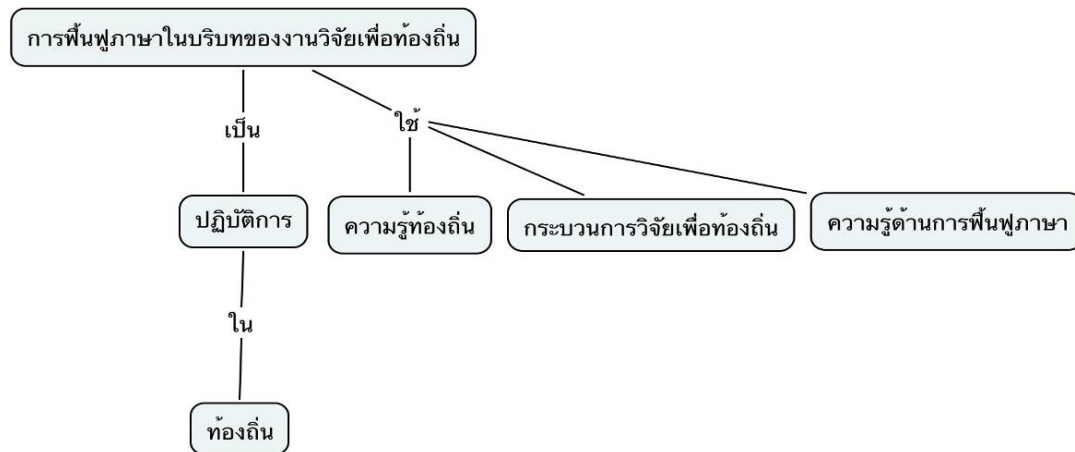 การฟื้นฟูภาษาในบริบทของงานวิจัยเพื่อท้องถิ่น
เป็น
ใช้
ปฏิบัติการ
ความรู้ท้องถิ่น
กระบวนการวิจัยเพื่อท้องถิ่น
ความรู้ด้านการฟื้นฟูภาษา
ใน
ท้องถิ่น